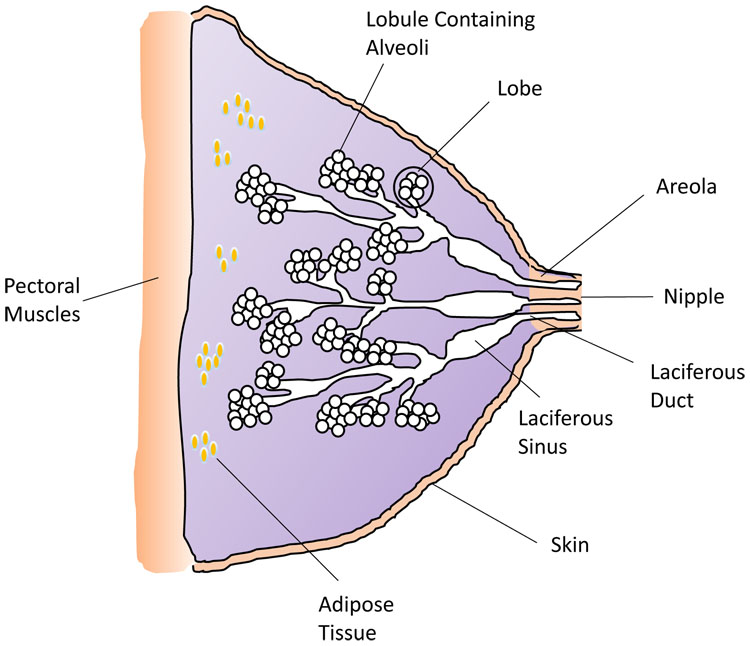 Lobule Containing
Alveoli
Lobe
Areola
Pectoral
Muscles
Nipple
Laciferous
Duct
Laciferous
Sinus
Skin
Adipose
Tissue